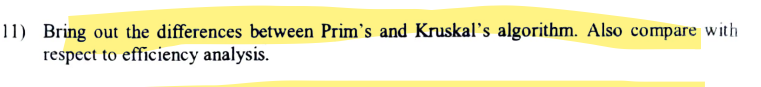 11) Bring out the differences between Prim's and Kruskal's algorithm. Also compare with
respect to efficiency analysis.